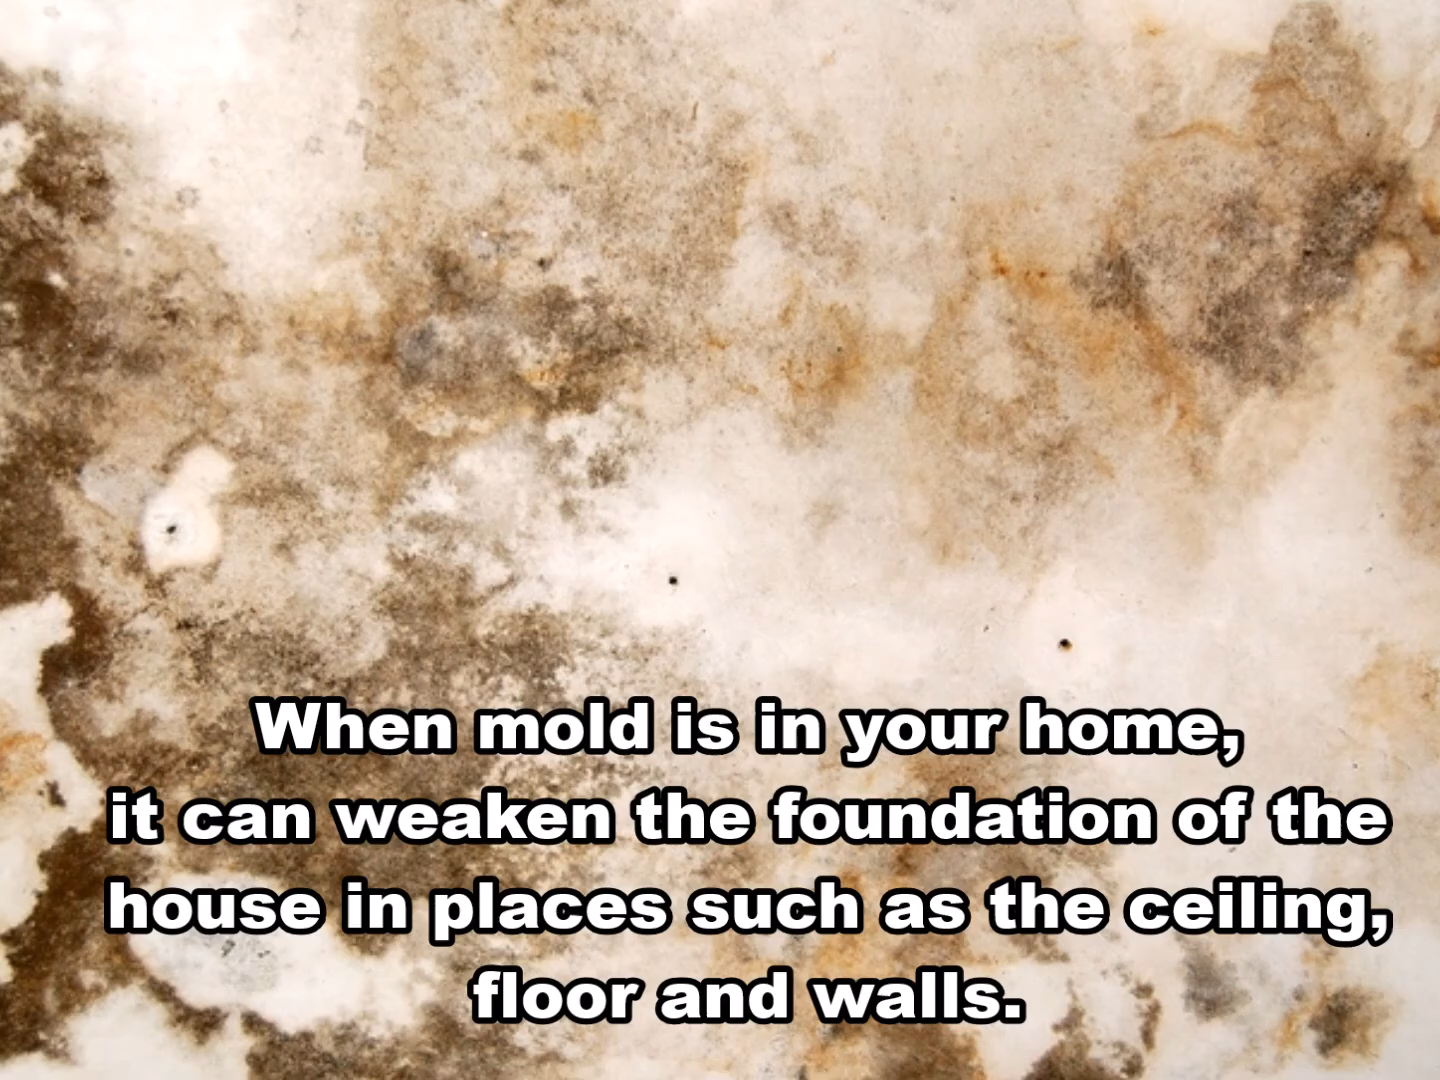 When mold is in your home,
it can weaken the foundation of the
house in places such as the ceiling,
floor and walls.